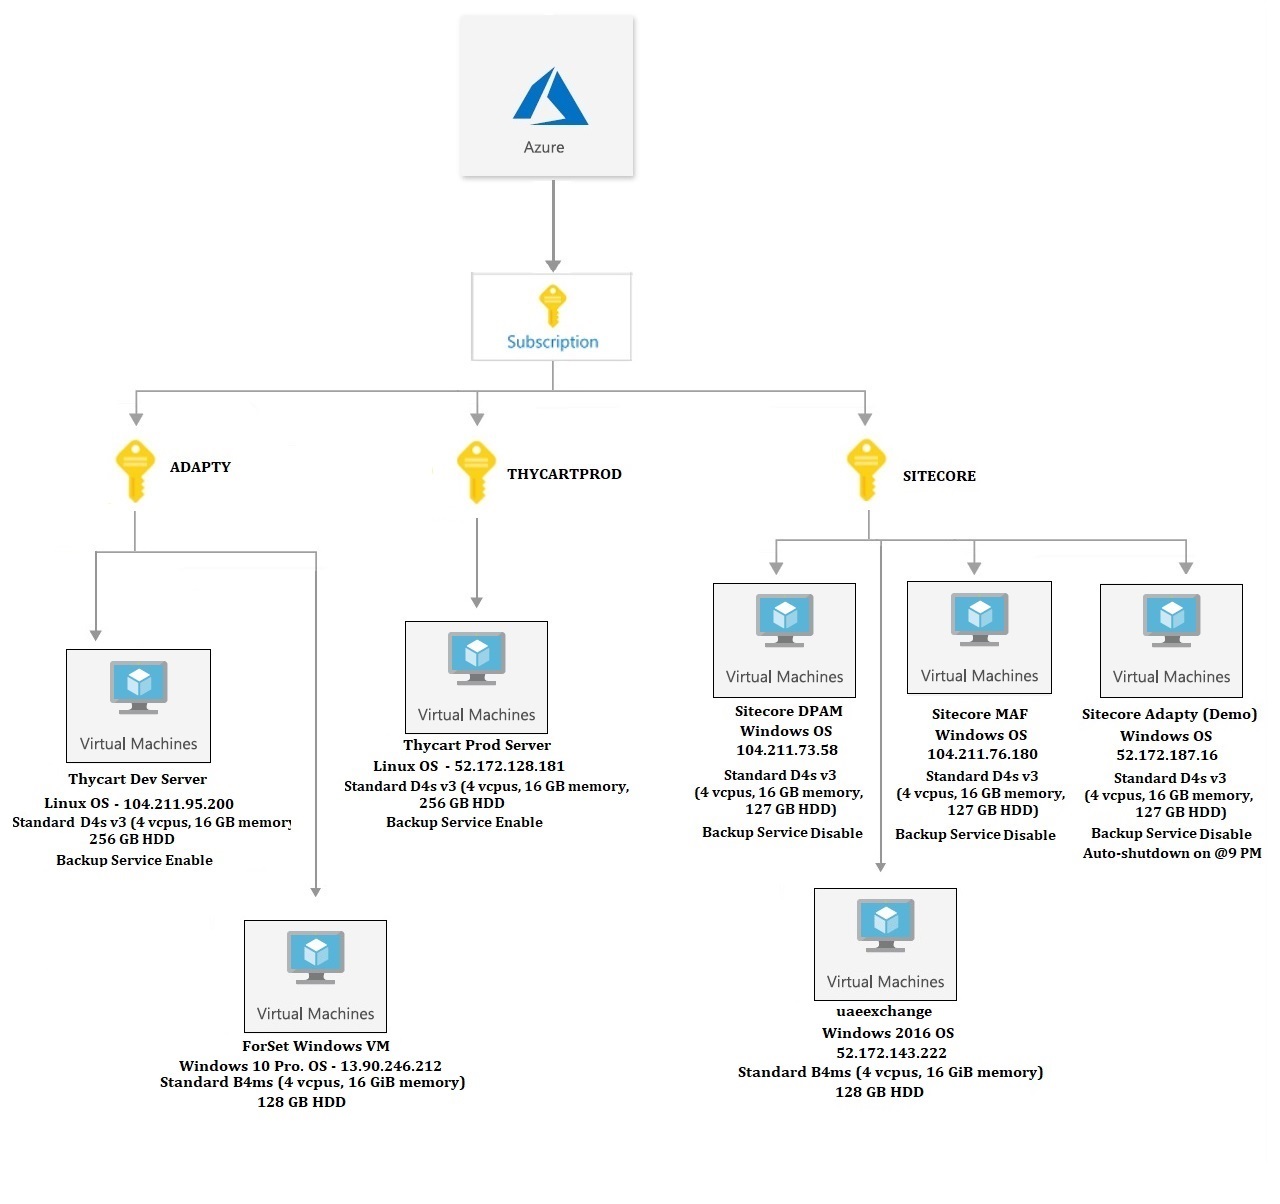 Azure
Subscription
ADAPTY
THYCARTPROD
SITECORE
Virtual Machines
Thycart Dev Server
Linux OS - 104.211.95.200
Standard D4s v3 (4 vcpus, 16 GB memory
256 GB HDD
Backup Service Enable
Virtual Machines
ForSet Windows VM
Windows 10 Pro. OS - 13.90.246.212
Standard B4ms (4 vcpus, 16 GiB memory)
128 GB HDD
Virtual Machines
Thycart Prod Server
Linux OS - 52.172.128.181
Standard D4s v3 (4 vcpus, 16 GB memory,
256 GB HDD
Backup Service Enable
Virtual Machines
Sitecore DPAM
Windows OS
104.211.73.58
Standard D4s v3
(4 vcpus, 16 GB memory,
127 GB HDD)
Backup Service Disable
Virtual Machines
Sitecore MAF
Windows OS
104.211.76.180
Standard D4s v3
(4 vcpus, 16 GB memory,
127 GB HDD)
Backup Service Disable
Virtual Machines
Sitecore Adapty (Demo)
Windows OS
52.172.187.16
Standard D4s v3
(4 vcpus, 16 GB memory,
127 GB HDD)
Backup Service Disable
Auto-shutdown on @9 PM
Virtual Machines
uaeexchange
Windows 2016 OS
52.172.143.222
Standard B4ms (4 vcpus, 16 GiB memory)
128 GB HDD